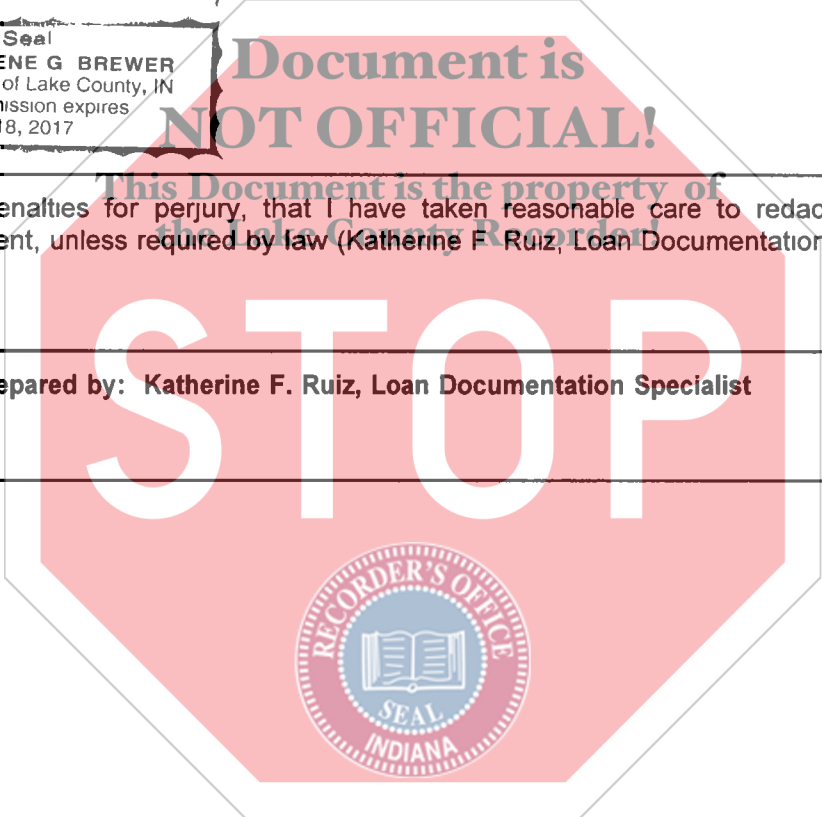 Seal
ENE G BREWER
of Lake County, IN
mission expires
18, 2017
Document is
NOT OFFICIAL!
This Document is the property of
the Lake County Recorder!
enalties for perjury, that I have taken reasonable care to redac
ent, unless required by law (Katherine F Ruiz, Loan Documentation
STOP
epared by: Katherine F. Ruiz, Loan Documentation Specialist
RECORDER'S OFFICE
SEAL
INDIANA